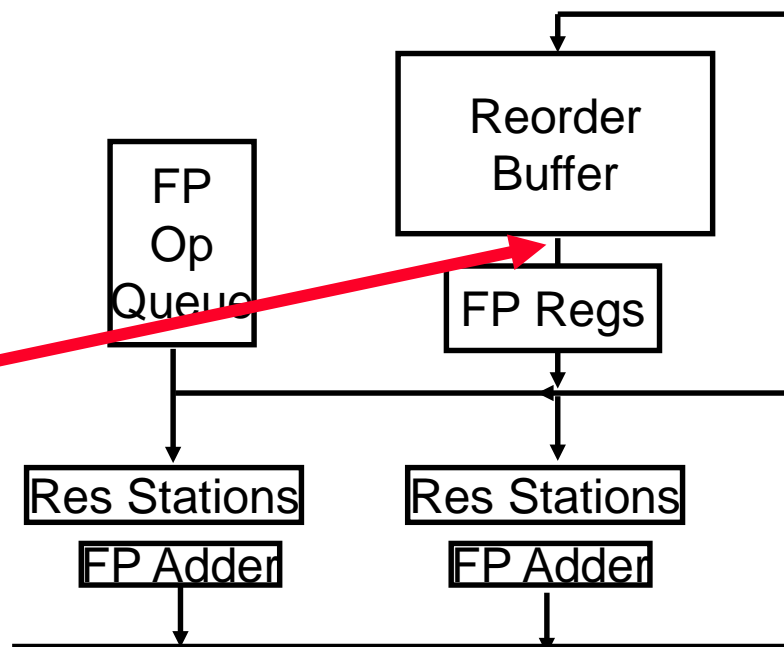 Reorder
Buffer
FP
Op
Queue
FP Regs
Res Stations
Res Stations
FP Adder
FP Adder